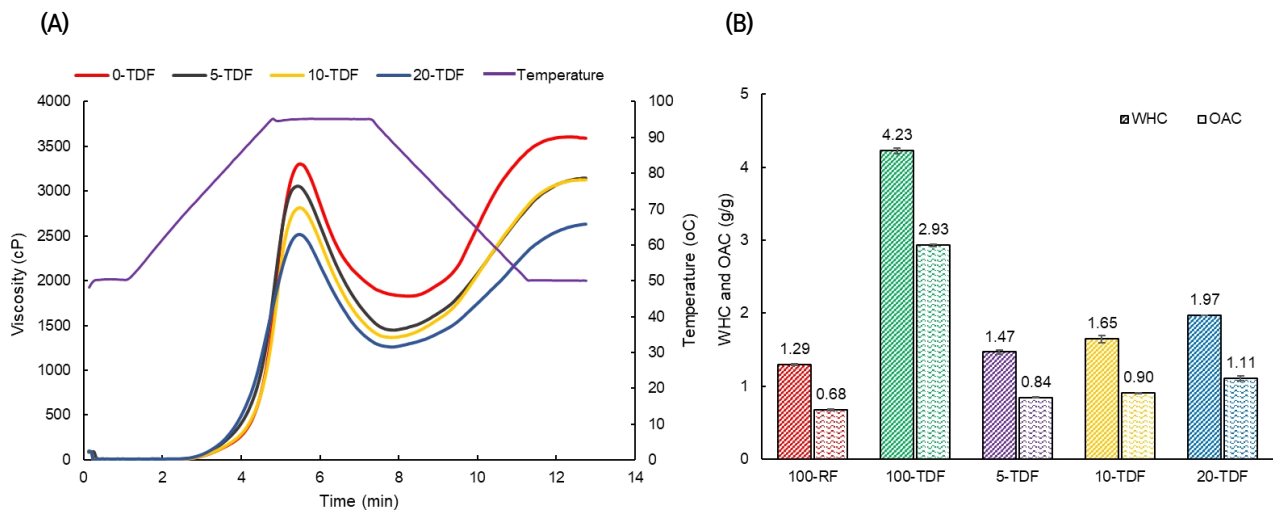 (A)
0-TDF 5-TDF 10-TDF 20-TDF Temperature
4000
3500
3000
2500
2000
1500
1000
500
0
Viscosity (cP)
100
90
80
70
60
50
40
30
20
10
0
Temperature (oC)
0 2 4 6 8 10 12 14
Time (min)
(B)
WHC OAC
5
4
3
2
1
0
WHC and OAC (g/g)
1.29 0.68 4.23 2.93 1.47 0.84 1.65 0.90 1.97 1.11
100-RF 100-TDF 5-TDF 10-TDF 20-TDF